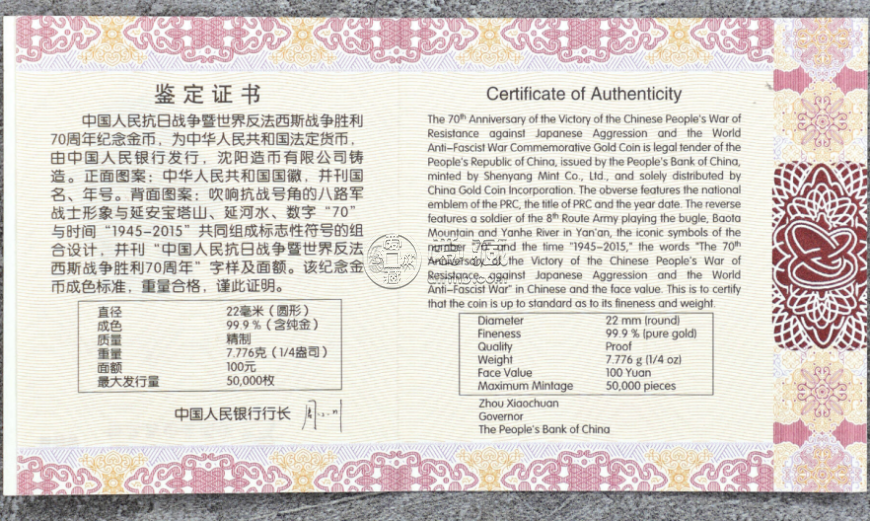 鉴定证书
中国人民抗日战争暨世界反法西斯战争胜利
70周年纪念金币，为中华人民共和国法定货币，
由中国人民银行发行，沈阳造币有限公司铸
造。正面图案：中华人民共和国国徽，并刊国
名、年号。背面图案：吹响抗战号角的八路军
战士形象与延安宝塔山、延河水、数字“70”
与时间“1945-2015”共同组成标志性符号的组
合设计，并刊“中国人民抗日战争暨世界反法
西斯战争胜利70周年”字样及面额。该纪念金
币成色标准，重量合格，谨此证明。
直径 22毫米（圆形）
成色 99.9%（含纯金）
质量 精制
重量 7.776克（1/4盎司）
面额 100元
最大发行量 50,000枚
中国人民银行行长
Certificate of Authenticity
The 70th Anniversary of the Victory of the Chinese People's War of
Resistance against Japanese Aggression and the World
Anti-Fascist War Commemorative Gold Coin is legal tender of the
People's Republic of China, issued by the People's Bank of China,
minted by Shenyang Mint Co., Ltd., and solely distributed by
China Gold Coin Incorporation. The obverse features the national
emblem of the PRC, the title of PRC and the year date. The reverse
features a soldier of the 8th Route Army playing the bugle, Baota
Mountain and Yanhe River in Yan'an, the iconic symbols of the
number "70" and the time "1945-2015," the words "The 70th
Anniversary of the Victory of the Chinese People's War of
Resistance against Japanese Aggression and the World
Anti-Fascist War" in Chinese and the face value. This is to certify
that the coin is up to standard as to its fineness and weight.
Diameter 22 mm (round)
Fineness 99.9 % (pure gold)
Quality Proof
Weight 7.776 g (1/4 oz)
Face Value 100 Yuan
Maximum Mintage 50,000 pieces
Zhou Xiaochuan
Governor
The People's Bank of China